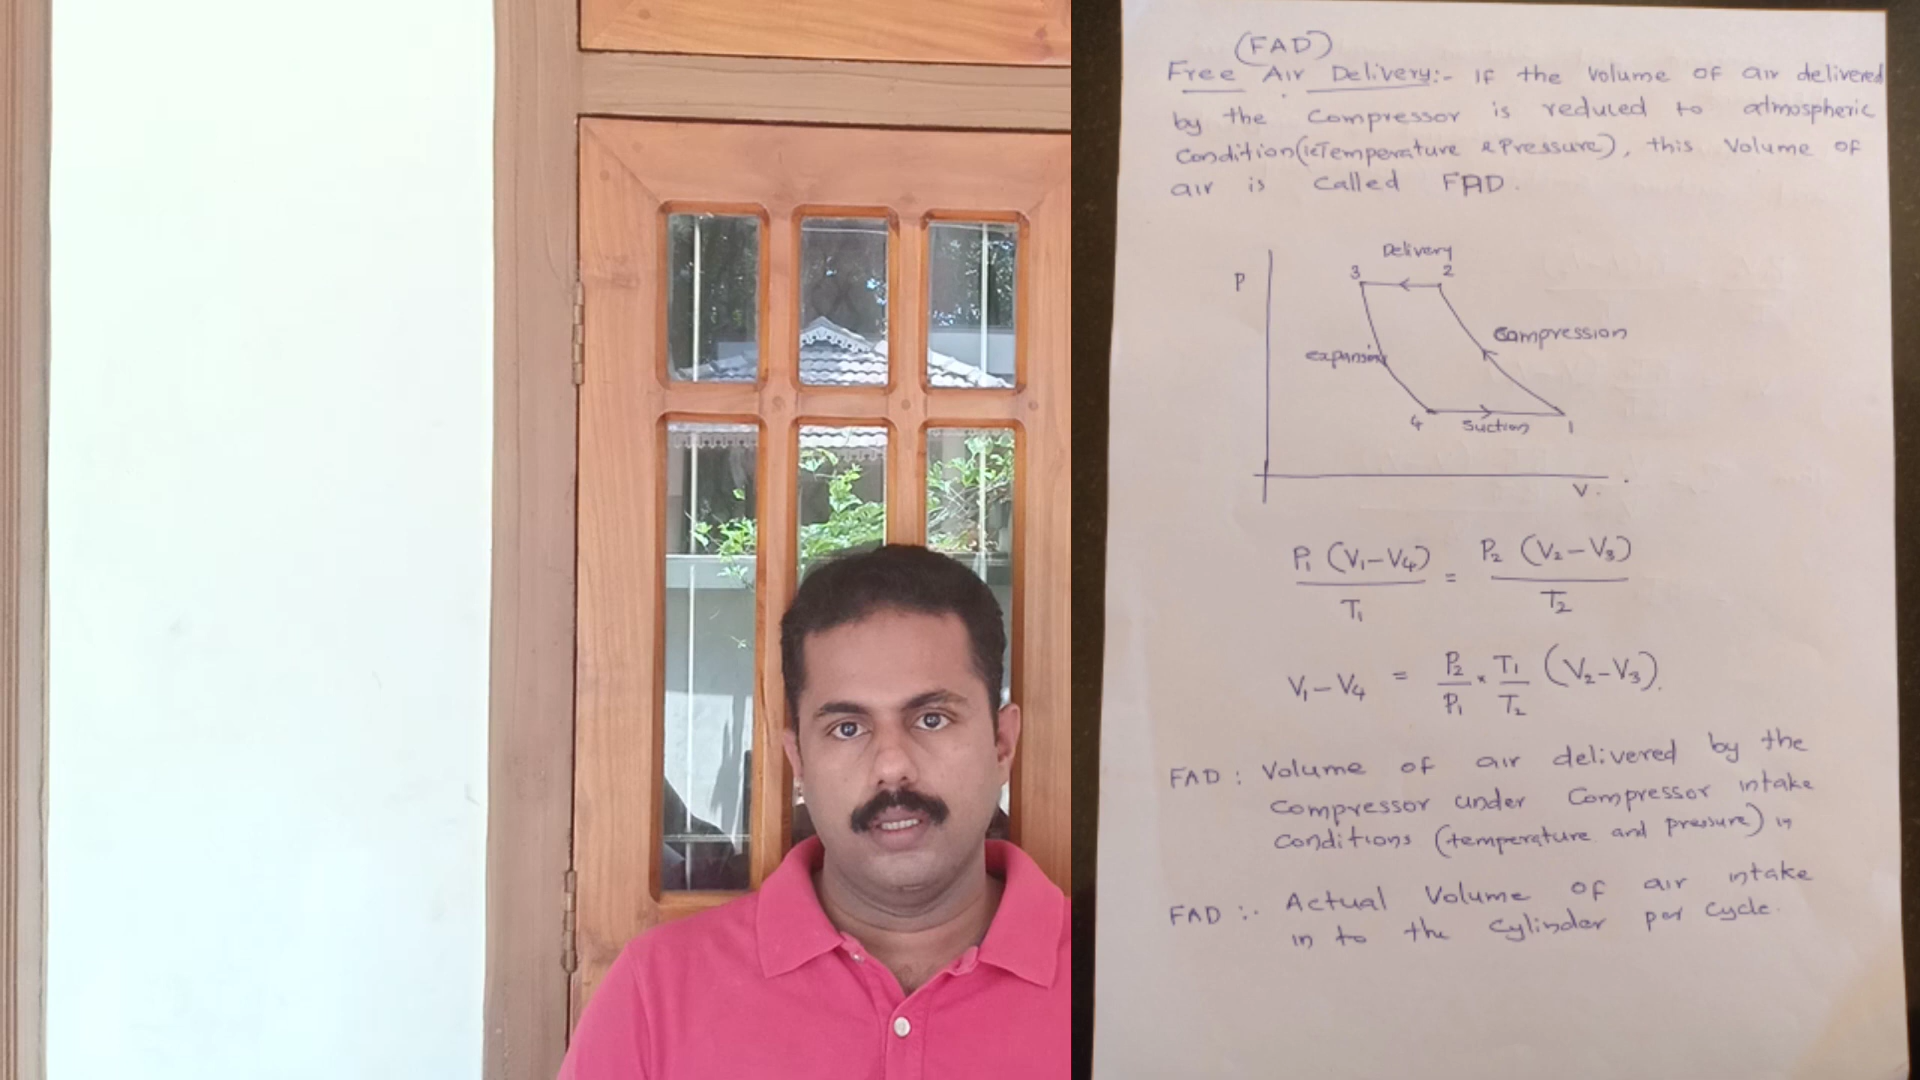 (FAD)
Free Air Delivery:- If the volume of air delivered
by the compressor is reduced to atmospheric
condition (ie Temperature & Pressure), this volume of
air is called FAD.
Delivery
3 2
P
Compression
expansion
4 Suction 1
V
P₁ (V₁-V₄) / T₁ = P₂ (V₂-V₃) / T₂
V₁-V₄ = P₂/P₁ × T₁/T₂ (V₂-V₃).
FAD : Volume of air delivered by the
compressor under compressor intake
conditions (temperature and pressure) in
FAD :. Actual Volume of air intake
in to the cylinder per cycle.